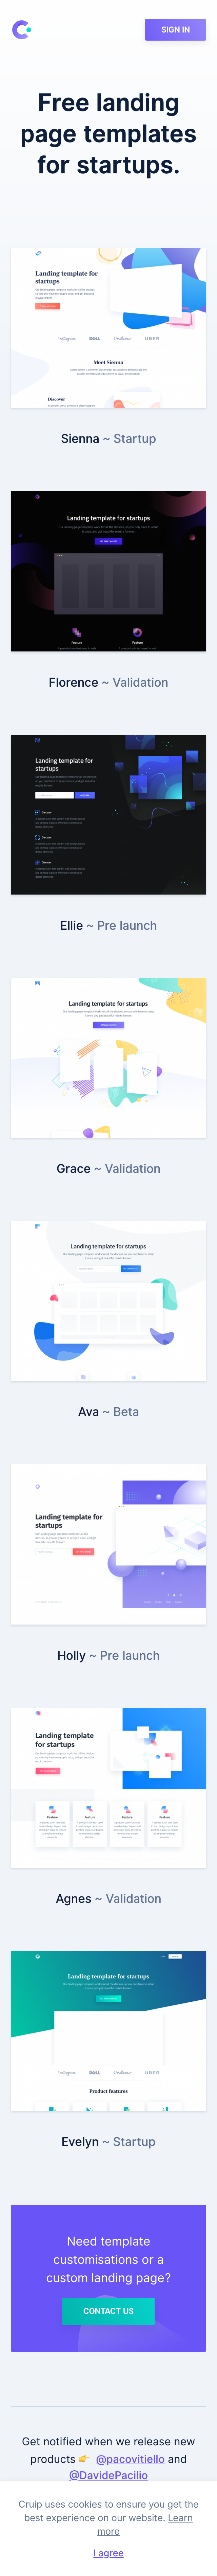 SIGN IN
Free landing
page templates
for startups.
Landing template for
startups
Instagram DOLL UBER
Meet Sienna
Discover
Sienna ~ Startup
Landing template for startups
Feature Feature
Florence ~ Validation
Landing template for
startups
Discover
Discover
Discover
Ellie ~ Pre launch
Landing template for startups
Grace ~ Validation
Landing template for startups
Ava ~ Beta
Landing template for
startups
Holly ~ Pre launch
Landing template
for startups
Feature Feature Feature Feature
Agnes ~ Validation
Landing template for startups
Instagram DOLL UBER
Product features
Evelyn ~ Startup
Need template
customisations or a
custom landing page?
CONTACT US
Get notified when we release new
products 👉 @pacovitiello and
@DavidePacilio
Cruip uses cookies to ensure you get the
best experience on our website. Learn
more
I agree